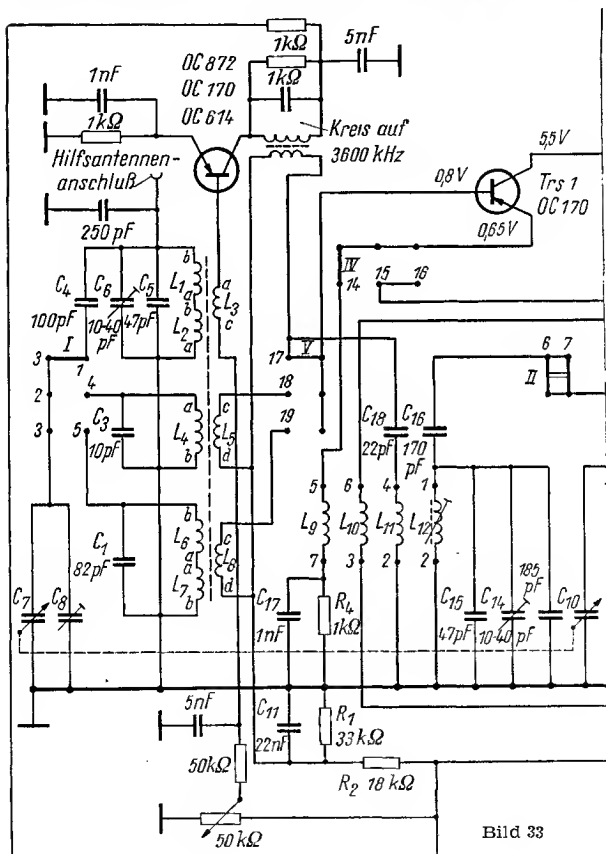 1kΩ
5nF
OC 872
OC 170
OC 614
1nF
1kΩ
1kΩ
Kreis auf
3600 kHz
Hilfsantennen-
anschluß
250 pF
5,5V
0,8V
Trs 1
OC 170
0,65V
C4
100pF
C6
10-40
pF
C5
47pF
b
L1
a
b
L2
a
a
L3
c
IV
14
15
16
3
I
1
2
3
4
5
17
V
18
19
6
7
II
C3
10pF
a
L4
b
c
L5
d
C18
22pF
C16
170
pF
C1
82pF
b
L6
a
a
L7
b
c
L8
d
5
L9
7
6
L10
3
4
L11
2
1
L12
2
C7
C8
C17
1nF
R4
1kΩ
C15
47pF
C14
10-40
pF
185
pF
C10
5nF
C11
22nF
R1
33kΩ
50kΩ
R2 18 kΩ
50kΩ
Bild 33